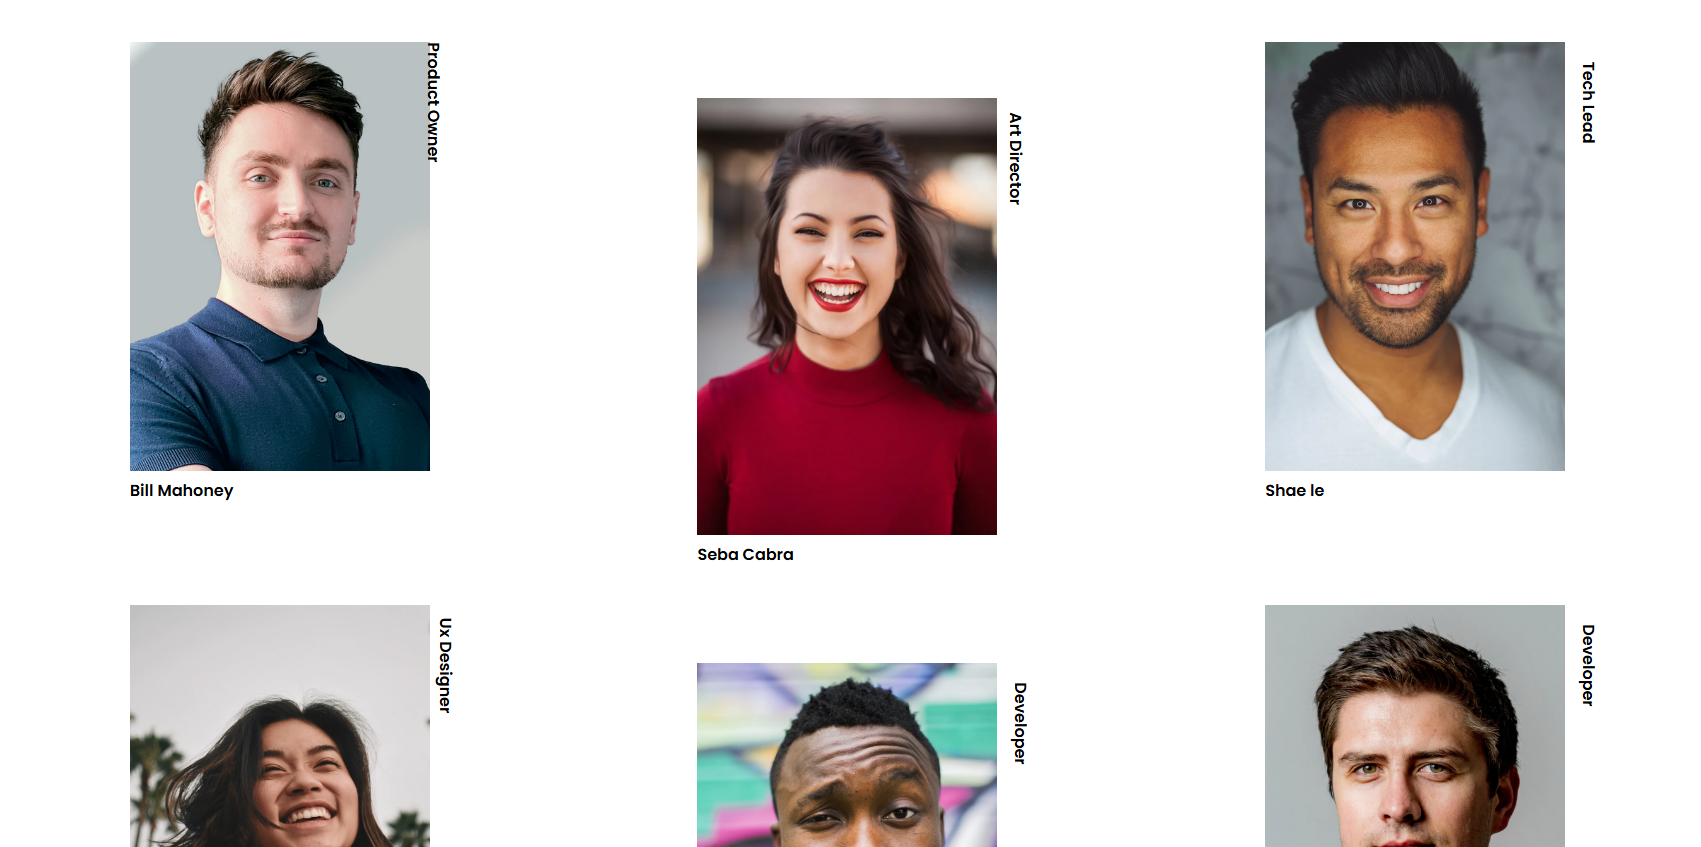 Product Owner
Bill Mahoney
Art Director
Seba Cabra
Tech Lead
Shae le
Ux Designer
Developer
Developer